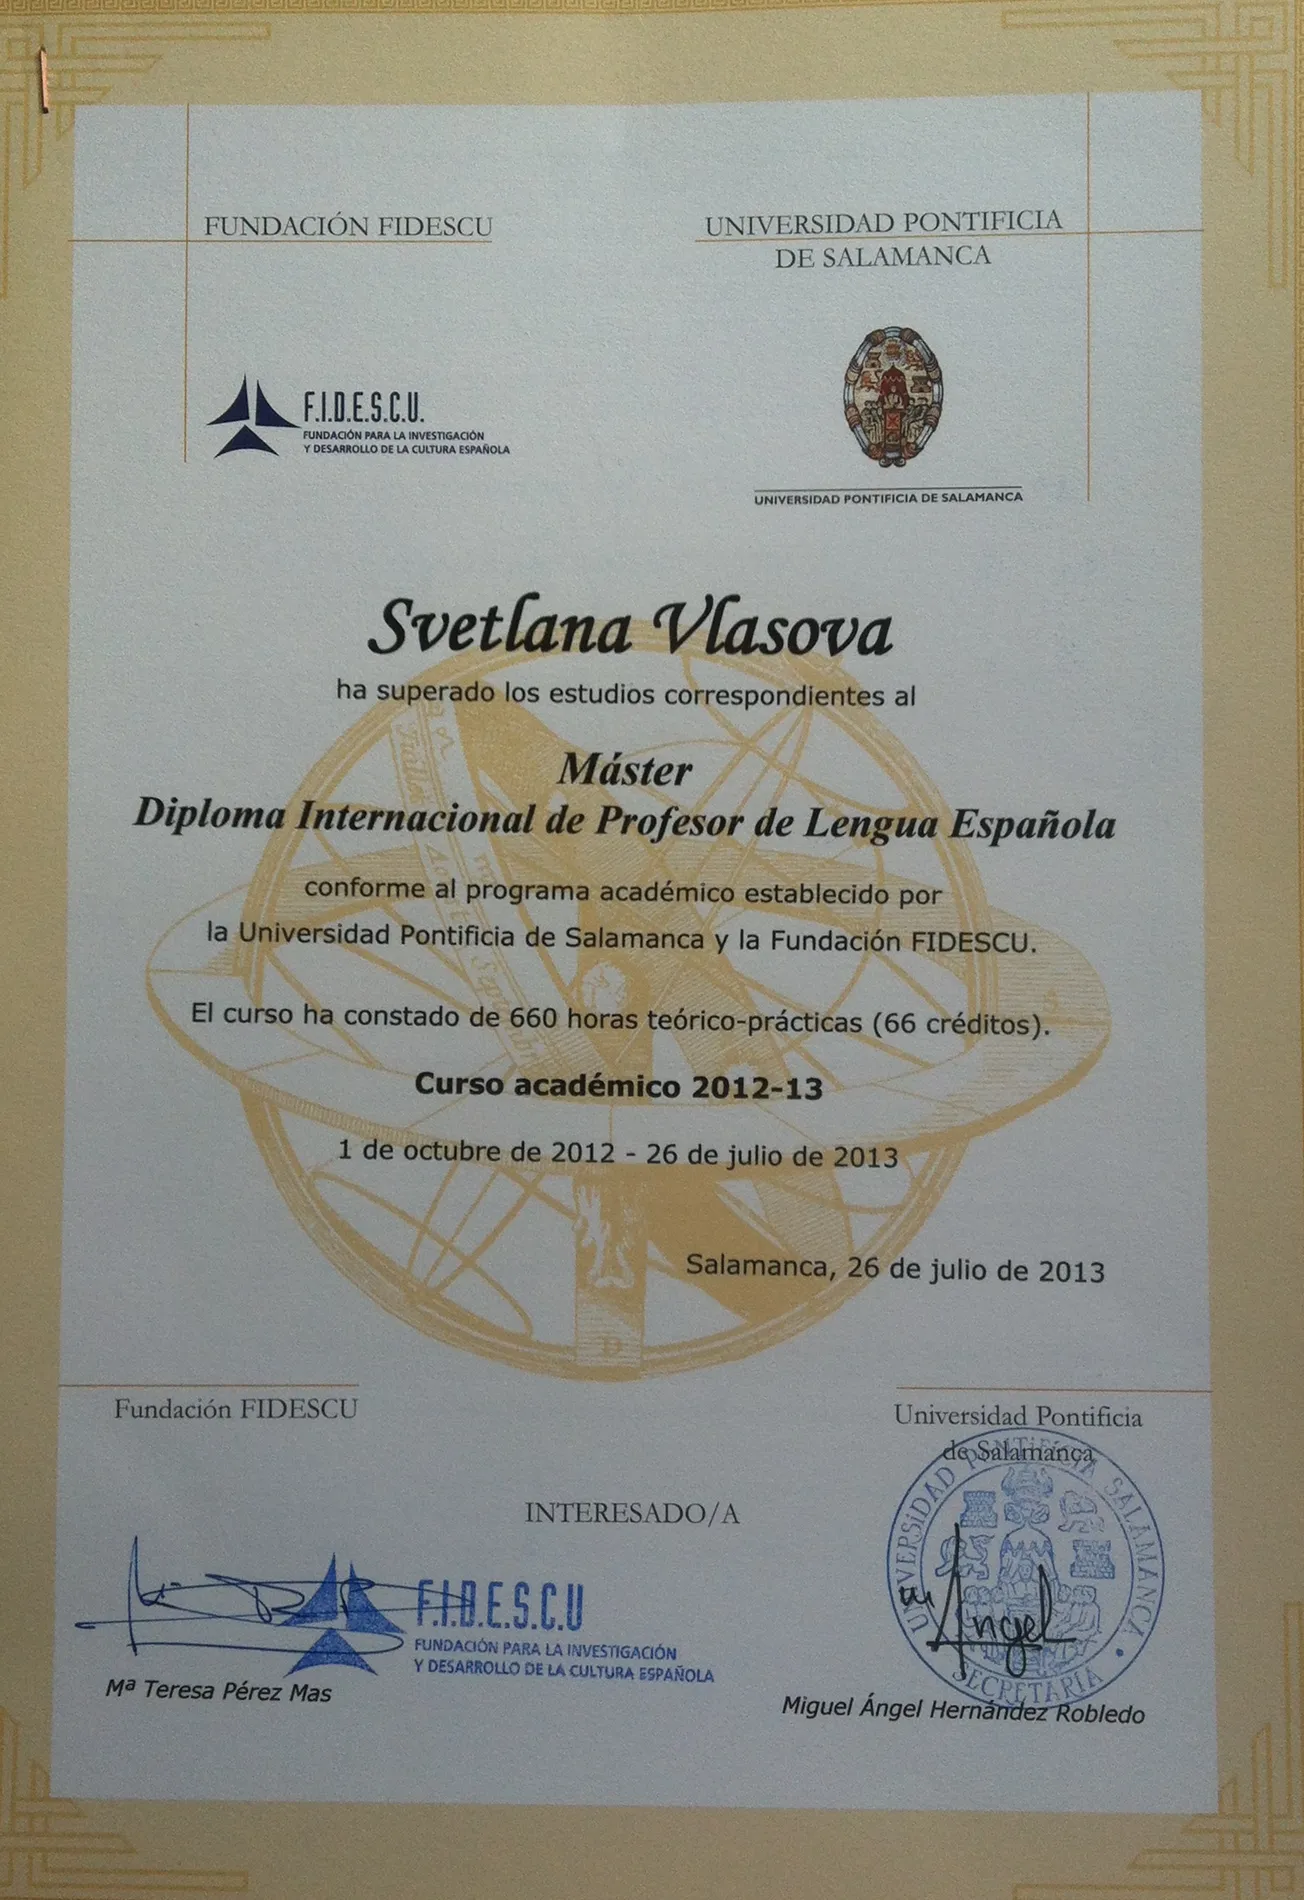 FUNDACIÓN FIDESCU
UNIVERSIDAD PONTIFICIA
DE SALAMANCA
F.I.D.E.S.C.U.
FUNDACIÓN PARA LA INVESTIGACIÓN
Y DESARROLLO DE LA CULTURA ESPAÑOLA
UNIVERSIDAD PONTIFICIA DE SALAMANCA
Svetlana Vlasova
ha superado los estudios correspondientes al
Máster
Diploma Internacional de Profesor de Lengua Española
conforme al programa académico establecido por
la Universidad Pontificia de Salamanca y la Fundación FIDESCU.
El curso ha constado de 660 horas teórico-prácticas (66 créditos).
Curso académico 2012-13
1 de octubre de 2012 - 26 de julio de 2013
Salamanca, 26 de julio de 2013
Fundación FIDESCU
Universidad Pontificia
de Salamanca
INTERESADO/A
F.I.D.E.S.C.U
FUNDACIÓN PARA LA INVESTIGACIÓN
Y DESARROLLO DE LA CULTURA ESPAÑOLA
Mª Teresa Pérez Mas
UNIVERSIDAD PONTIFICIA SALAMANCA
SECRETARÍA
Angel
Miguel Ángel Hernández Robledo